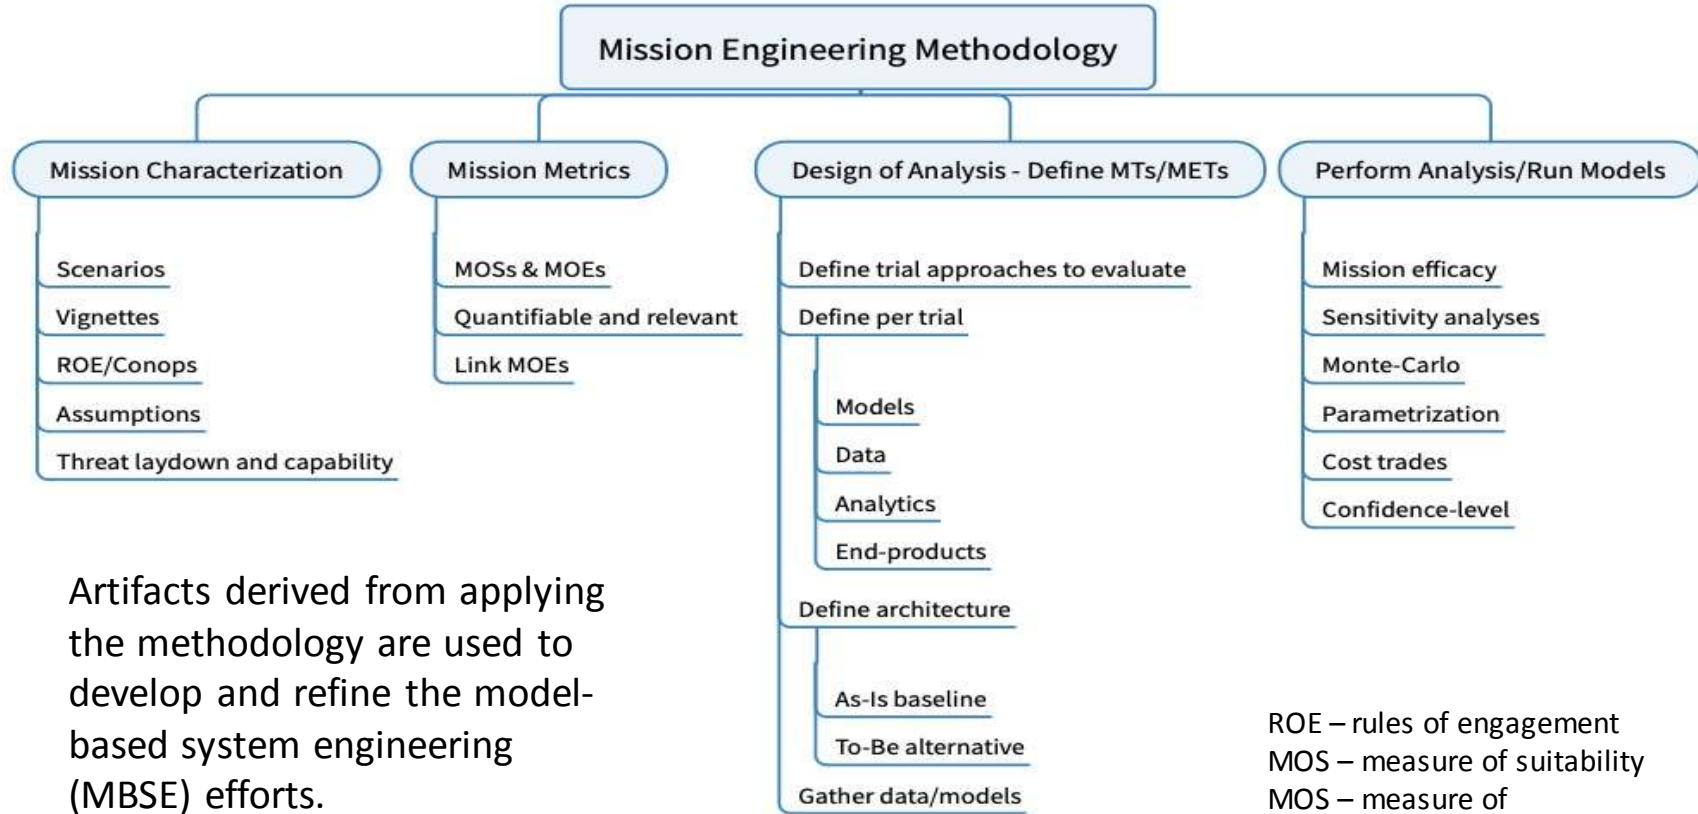 Mission Engineering Methodology
Mission Characterization
Scenarios
Vignettes
ROE/Conops
Assumptions
Threat laydown and capability
Mission Metrics
MOSs & MOEs
Quantifiable and relevant
Link MOEs
Design of Analysis - Define MTs/METs
Define trial approaches to evaluate
Define per trial
Models
Data
Analytics
End-products
Define architecture
As-Is baseline
To-Be alternative
Gather data/models
Perform Analysis/Run Models
Mission efficacy
Sensitivity analyses
Monte-Carlo
Parametrization
Cost trades
Confidence-level
Artifacts derived from applying
the methodology are used to
develop and refine the model-
based system engineering
(MBSE) efforts.
ROE – rules of engagement
MOS – measure of suitability
MOS – measure of